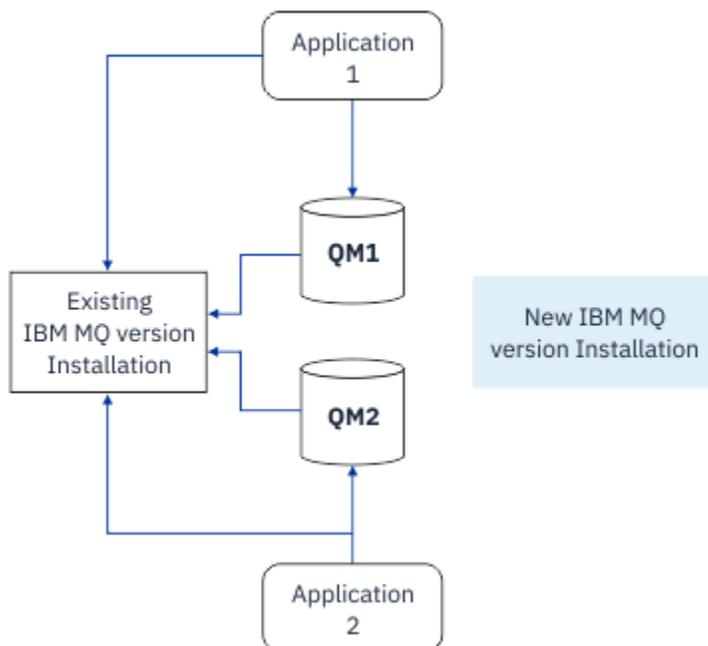 Application
1
QM1
Existing
IBM MQ version
Installation
New IBM MQ
version Installation
QM2
Application
2